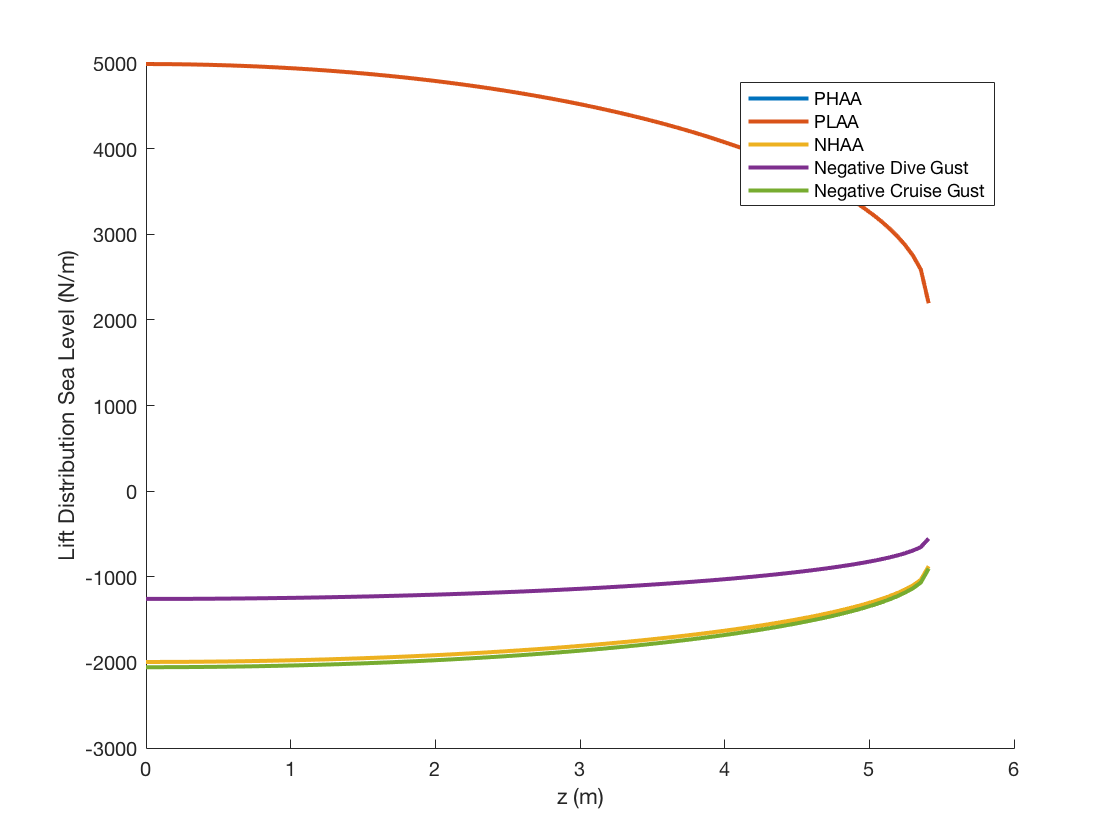 5000
4000
3000
2000
1000
0
-1000
-2000
-3000
Lift Distribution Sea Level (N/m)
PHAA
PLAA
NHAA
Negative Dive Gust
Negative Cruise Gust
0 1 2 3 4 5 6
z (m)